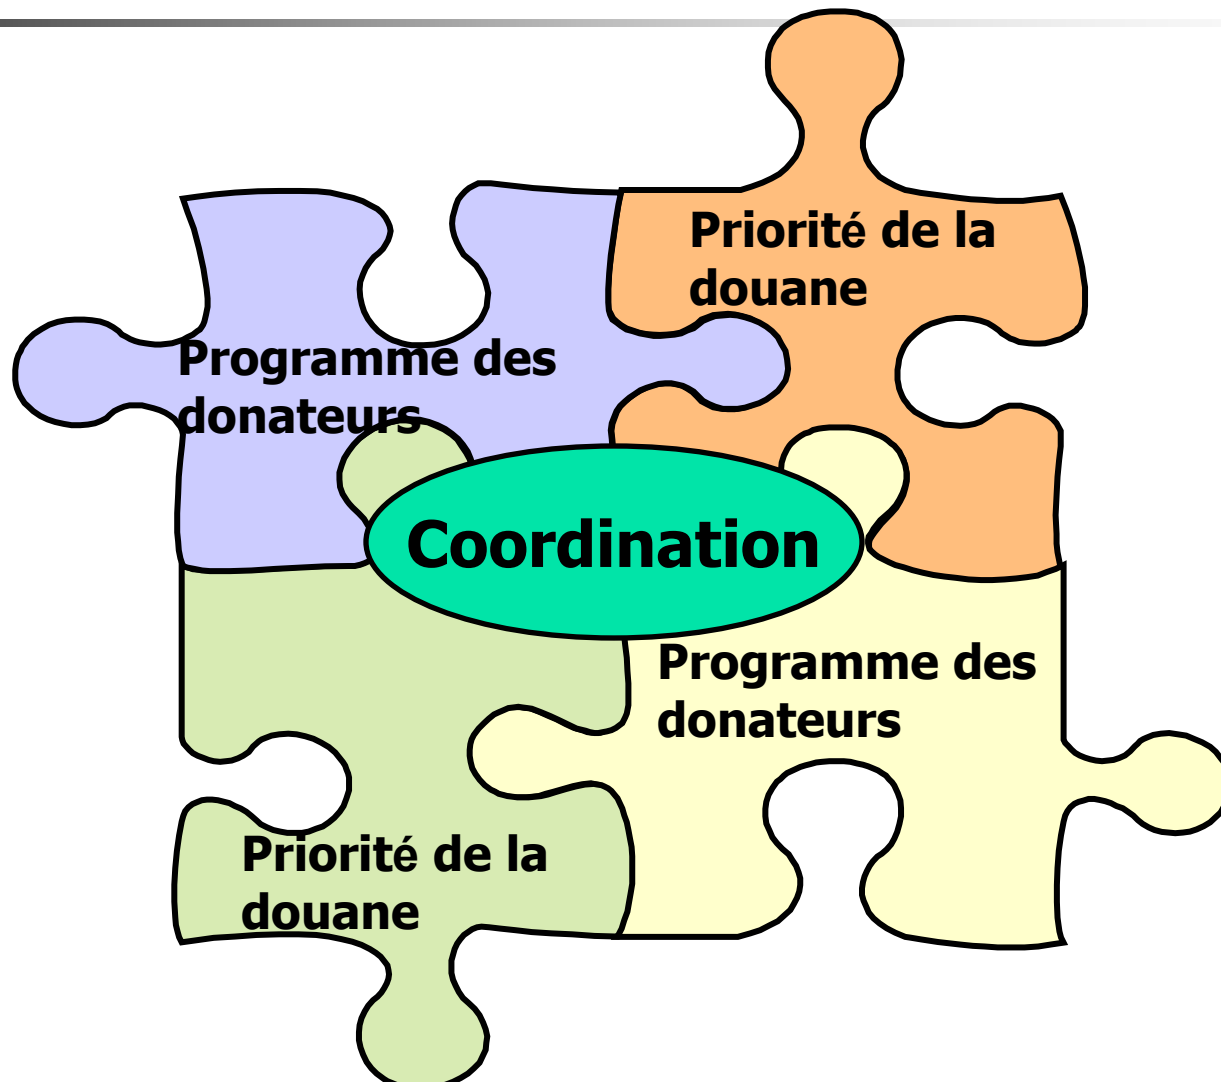 Priorité de la
douane
Programme des
donateurs
Coordination
Programme des
donateurs
Priorité de la
douane